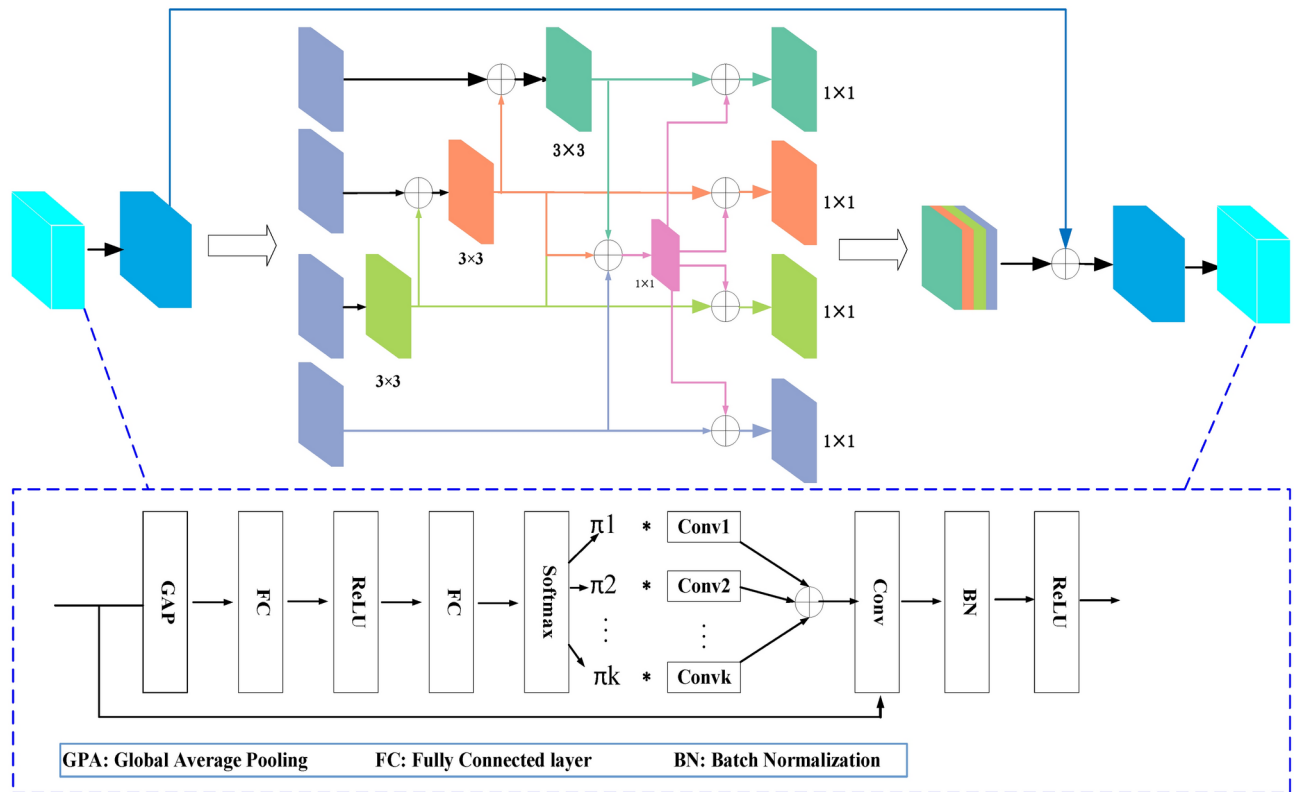 1×1
3×3
1×1
3×3
1×1
1×1
3×3
1×1
GAP
FC
ReLU
FC
Softmax
π1 * Conv1
π2 * Conv2
⋮ ⋮
πk * Convk
Conv
BN
ReLU
GPA: Global Average Pooling FC: Fully Connected layer BN: Batch Normalization